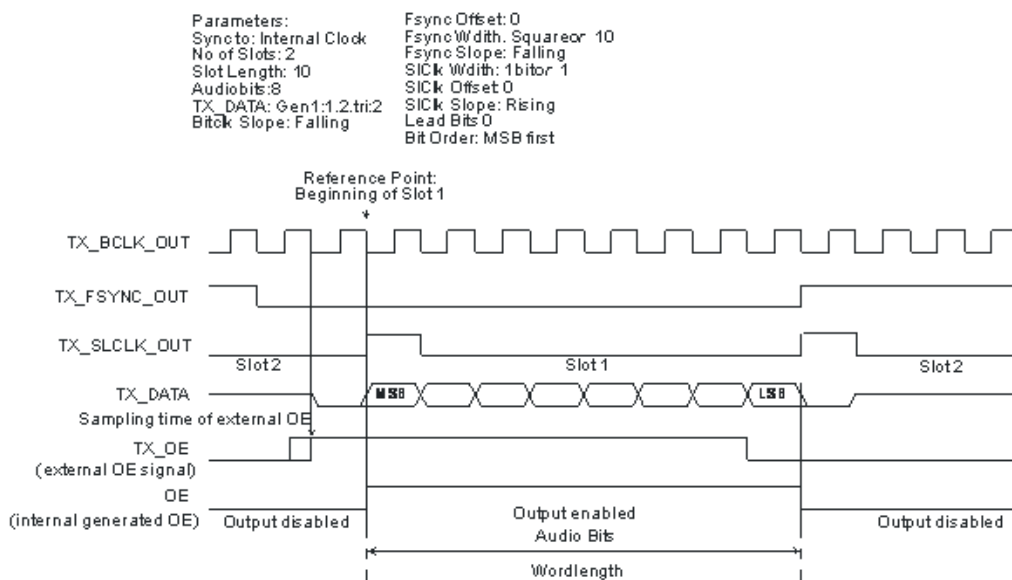 Parameters:
Sync to: Internal Clock
No of Slots: 2
Slot Length: 10
Audiobits:8
TX_DATA: Gen1:1.2.tri:2
Bitclk Slope: Falling
Fsync Offset: 0
Fsync Wdith. Squareor 10
Fsync Slope: Falling
SlClk Wdith: 1bitor 1
SlClk Offset: 0
SlClk Slope: Rising
Lead Bits 0
Bit Order: MSB first
Reference Point:
Beginning of Slot 1
TX_BCLK_OUT
TX_FSYNC_OUT
TX_SLCLK_OUT
Slot 2
Slot 1
Slot 2
TX_DATA
MSB
LSB
Sampling time of external OE
TX_OE
(external OE signal)
OE
(internal generated OE)
Output disabled
Output enabled
Output disabled
Audio Bits
Wordlength